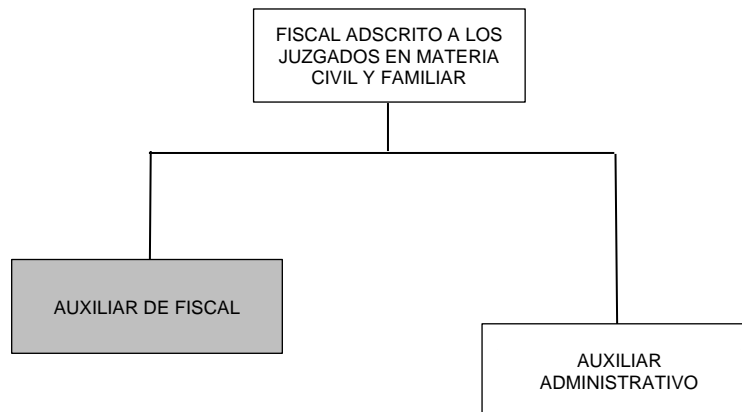 FISCAL ADSCRITO A LOS
JUZGADOS EN MATERIA
CIVIL Y FAMILIAR
AUXILIAR DE FISCAL
AUXILIAR
ADMINISTRATIVO